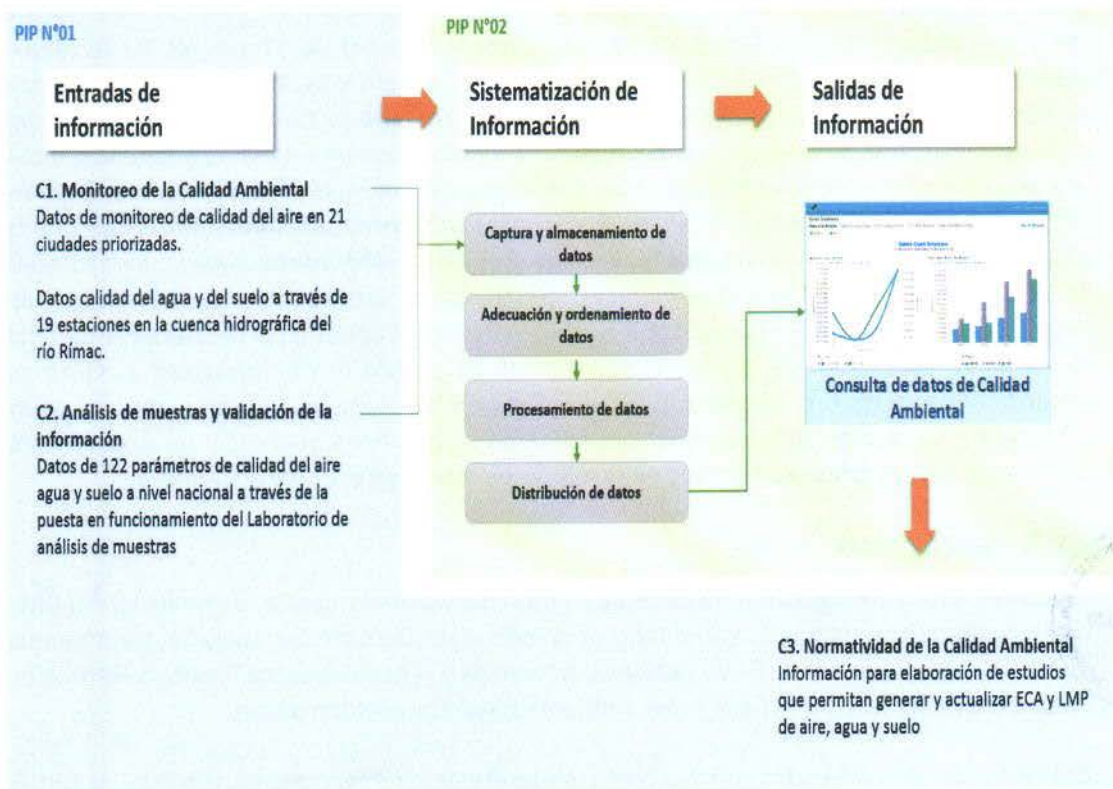 PIP N°01
PIP N°02
Entradas de
información
Sistematización de
Información
Salidas de
Información
C1. Monitoreo de la Calidad Ambiental
Datos de monitoreo de calidad del aire en 21
ciudades priorizadas.
Datos calidad del agua y del suelo a través de
19 estaciones en la cuenca hidrográfica del
río Rimac.
C2. Análisis de muestras y validación de la
información
Datos de 122 parámetros de calidad del aire
agua y suelo a nivel nacional a través de la
puesta en funcionamiento del Laboratorio de
análisis de muestras
Captura y almacenamiento de
datos
Adecuación y ordenamiento de
datos
Procesamiento de datos
Distribución de datos
Consulta de datos de Calidad
Ambiental
C3. Normatividad de la Calidad Ambiental
Información para elaboración de estudios
que permitan generar y actualizar ECA y LMP
de aire, agua y suelo